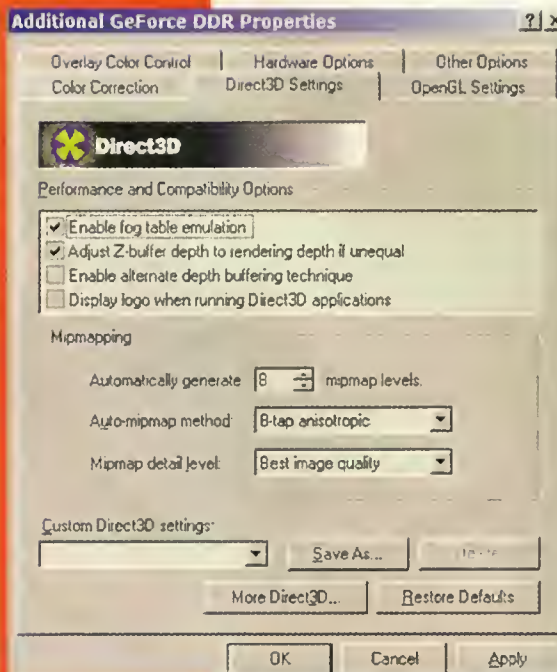 Additional GeForce DDR Properties
Overlay Color Control
Hardware Options
Other Options
Color Correction
Direct3D Settings
OpenGL Settings
Direct3D
Performance and Compatibility Options
Enable fog table emulation
Adjust Z-buffer depth to rendering depth if unequal
Enable alternate depth buffering technique
Display logo when running Direct3D applications
Mipmapping
Automatically generate 8 mipmap levels.
Auto-mipmap method: 8-tap anisotropic
Mipmap detail level: Best image quality
Custom Direct3D settings:
Save As...
More Direct3D...
Restore Defaults
OK
Cancel
Apply